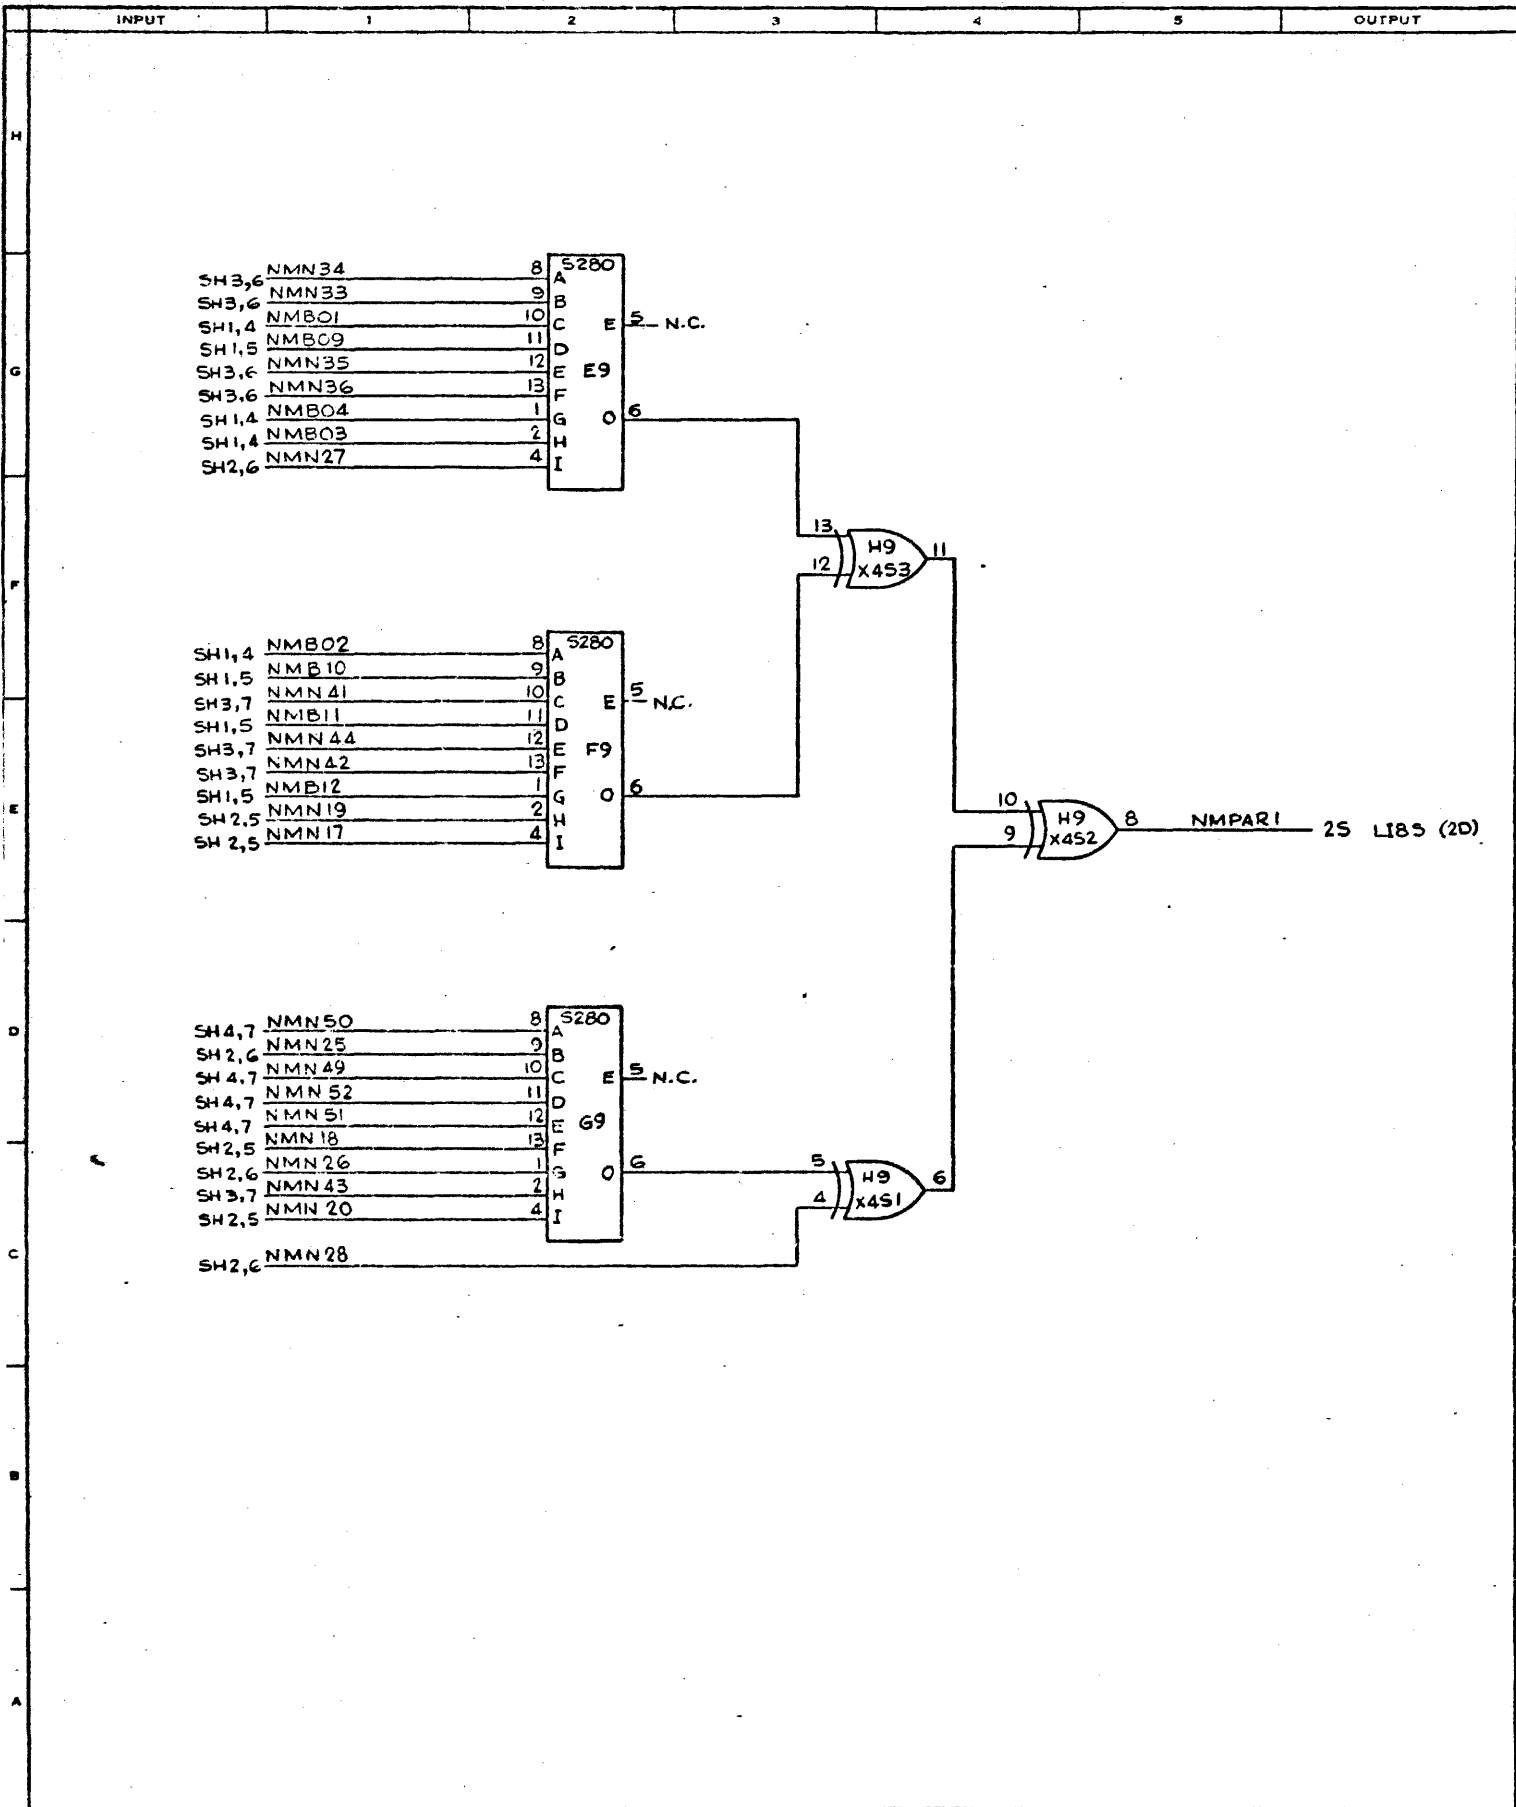 INPUT 1 2 3 4 5 OUTPUT
H
G
F
E
D
C
B
A
SH3,6 NMN34 8 A S280
SH3,6 NMN33 9 B
SH1,4 NMB01 10 C E 5 N.C.
SH1,5 NMB09 11 D
SH3,6 NMN35 12 E E9
SH3,6 NMN36 13 F
SH1,4 NMB04 1 G O 6
SH1,4 NMB03 2 H
SH2,6 NMN27 4 I
13 H9 11
12 X4S3
SH1,4 NMB02 8 A S280
SH1,5 NMB10 9 B
SH3,7 NMN41 10 C E 5 N.C.
SH1,5 NMB11 11 D
SH3,7 NMN44 12 E F9
SH3,7 NMN42 13 F
SH1,5 NMB12 1 G O 6
SH2,5 NMN19 2 H
SH2,5 NMN17 4 I
10 H9 8 NMPAR1 2S L18S (2D)
9 X4S2
SH4,7 NMN50 8 A S280
SH2,6 NMN25 9 B
SH4,7 NMN49 10 C E 5 N.C.
SH4,7 NMN52 11 D
SH4,7 NMN51 12 E G9
SH2,5 NMN18 13 F
SH2,6 NMN26 1 G O 6
SH3,7 NMN43 2 H
SH2,5 NMN20 4 I
5 H9 6
4 X4S1
SH2,6 NMN28